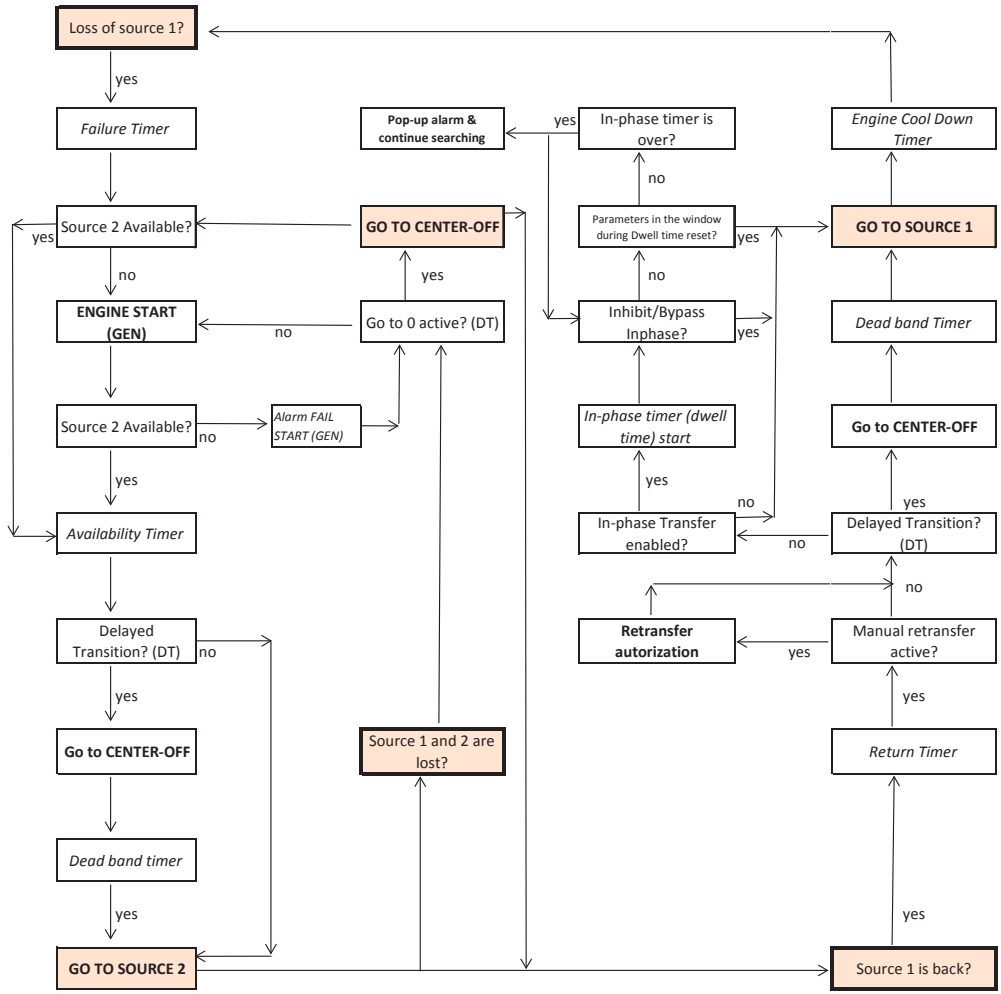 Loss of source 1?
yes
Failure Timer
Source 2 Available?
yes
no
ENGINE START
(GEN)
Source 2 Available?
no
Alarm FAIL
START (GEN)
yes
Availability Timer
Delayed
Transition? (DT)
no
yes
Go to CENTER-OFF
Dead band timer
yes
GO TO SOURCE 2
Pop-up alarm &
continue searching
GO TO CENTER-OFF
yes
Go to 0 active? (DT)
no
Source 1 and 2 are
lost?
yes
In-phase timer is
over?
no
Parameters in the window
during Dwell time reset?
yes
no
Inhibit/Bypass
Inphase?
yes
In-phase timer (dwell
time) start
yes
no
In-phase Transfer
enabled?
no
Retransfer
autorization
yes
Engine Cool Down
Timer
GO TO SOURCE 1
Dead band Timer
Go to CENTER-OFF
yes
Delayed Transition?
(DT)
no
Manual retransfer
active?
yes
Return Timer
yes
Source 1 is back?